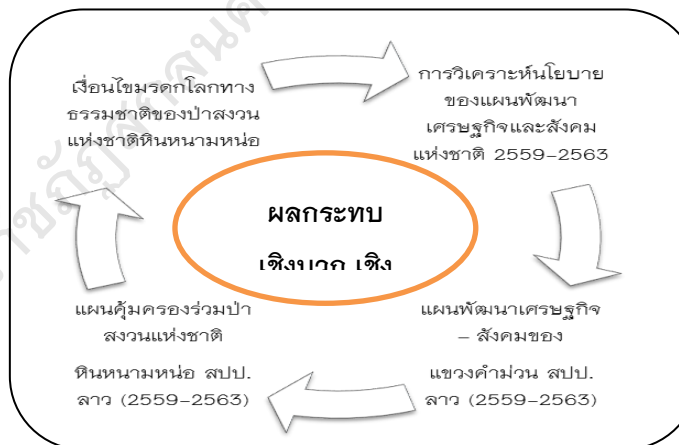 เงื่อนไขมรดกโลกทาง
ธรรมชาติของป่าสงวน
แห่งชาติหินหนามหน่อ
การวิเคราะห์นโยบาย
ของแผนพัฒนา
เศรษฐกิจและสังคม
แห่งชาติ 2559–2563
ผลกระทบ
เชิงบวก เชิง
แผนพัฒนาเศรษฐกิจ
– สังคมของ
แขวงคำม่วน สปป.
ลาว (2559–2563)
แผนคุ้มครองร่วมป่า
สงวนแห่งชาติ
หินหนามหน่อ สปป.
ลาว (2559–2563)